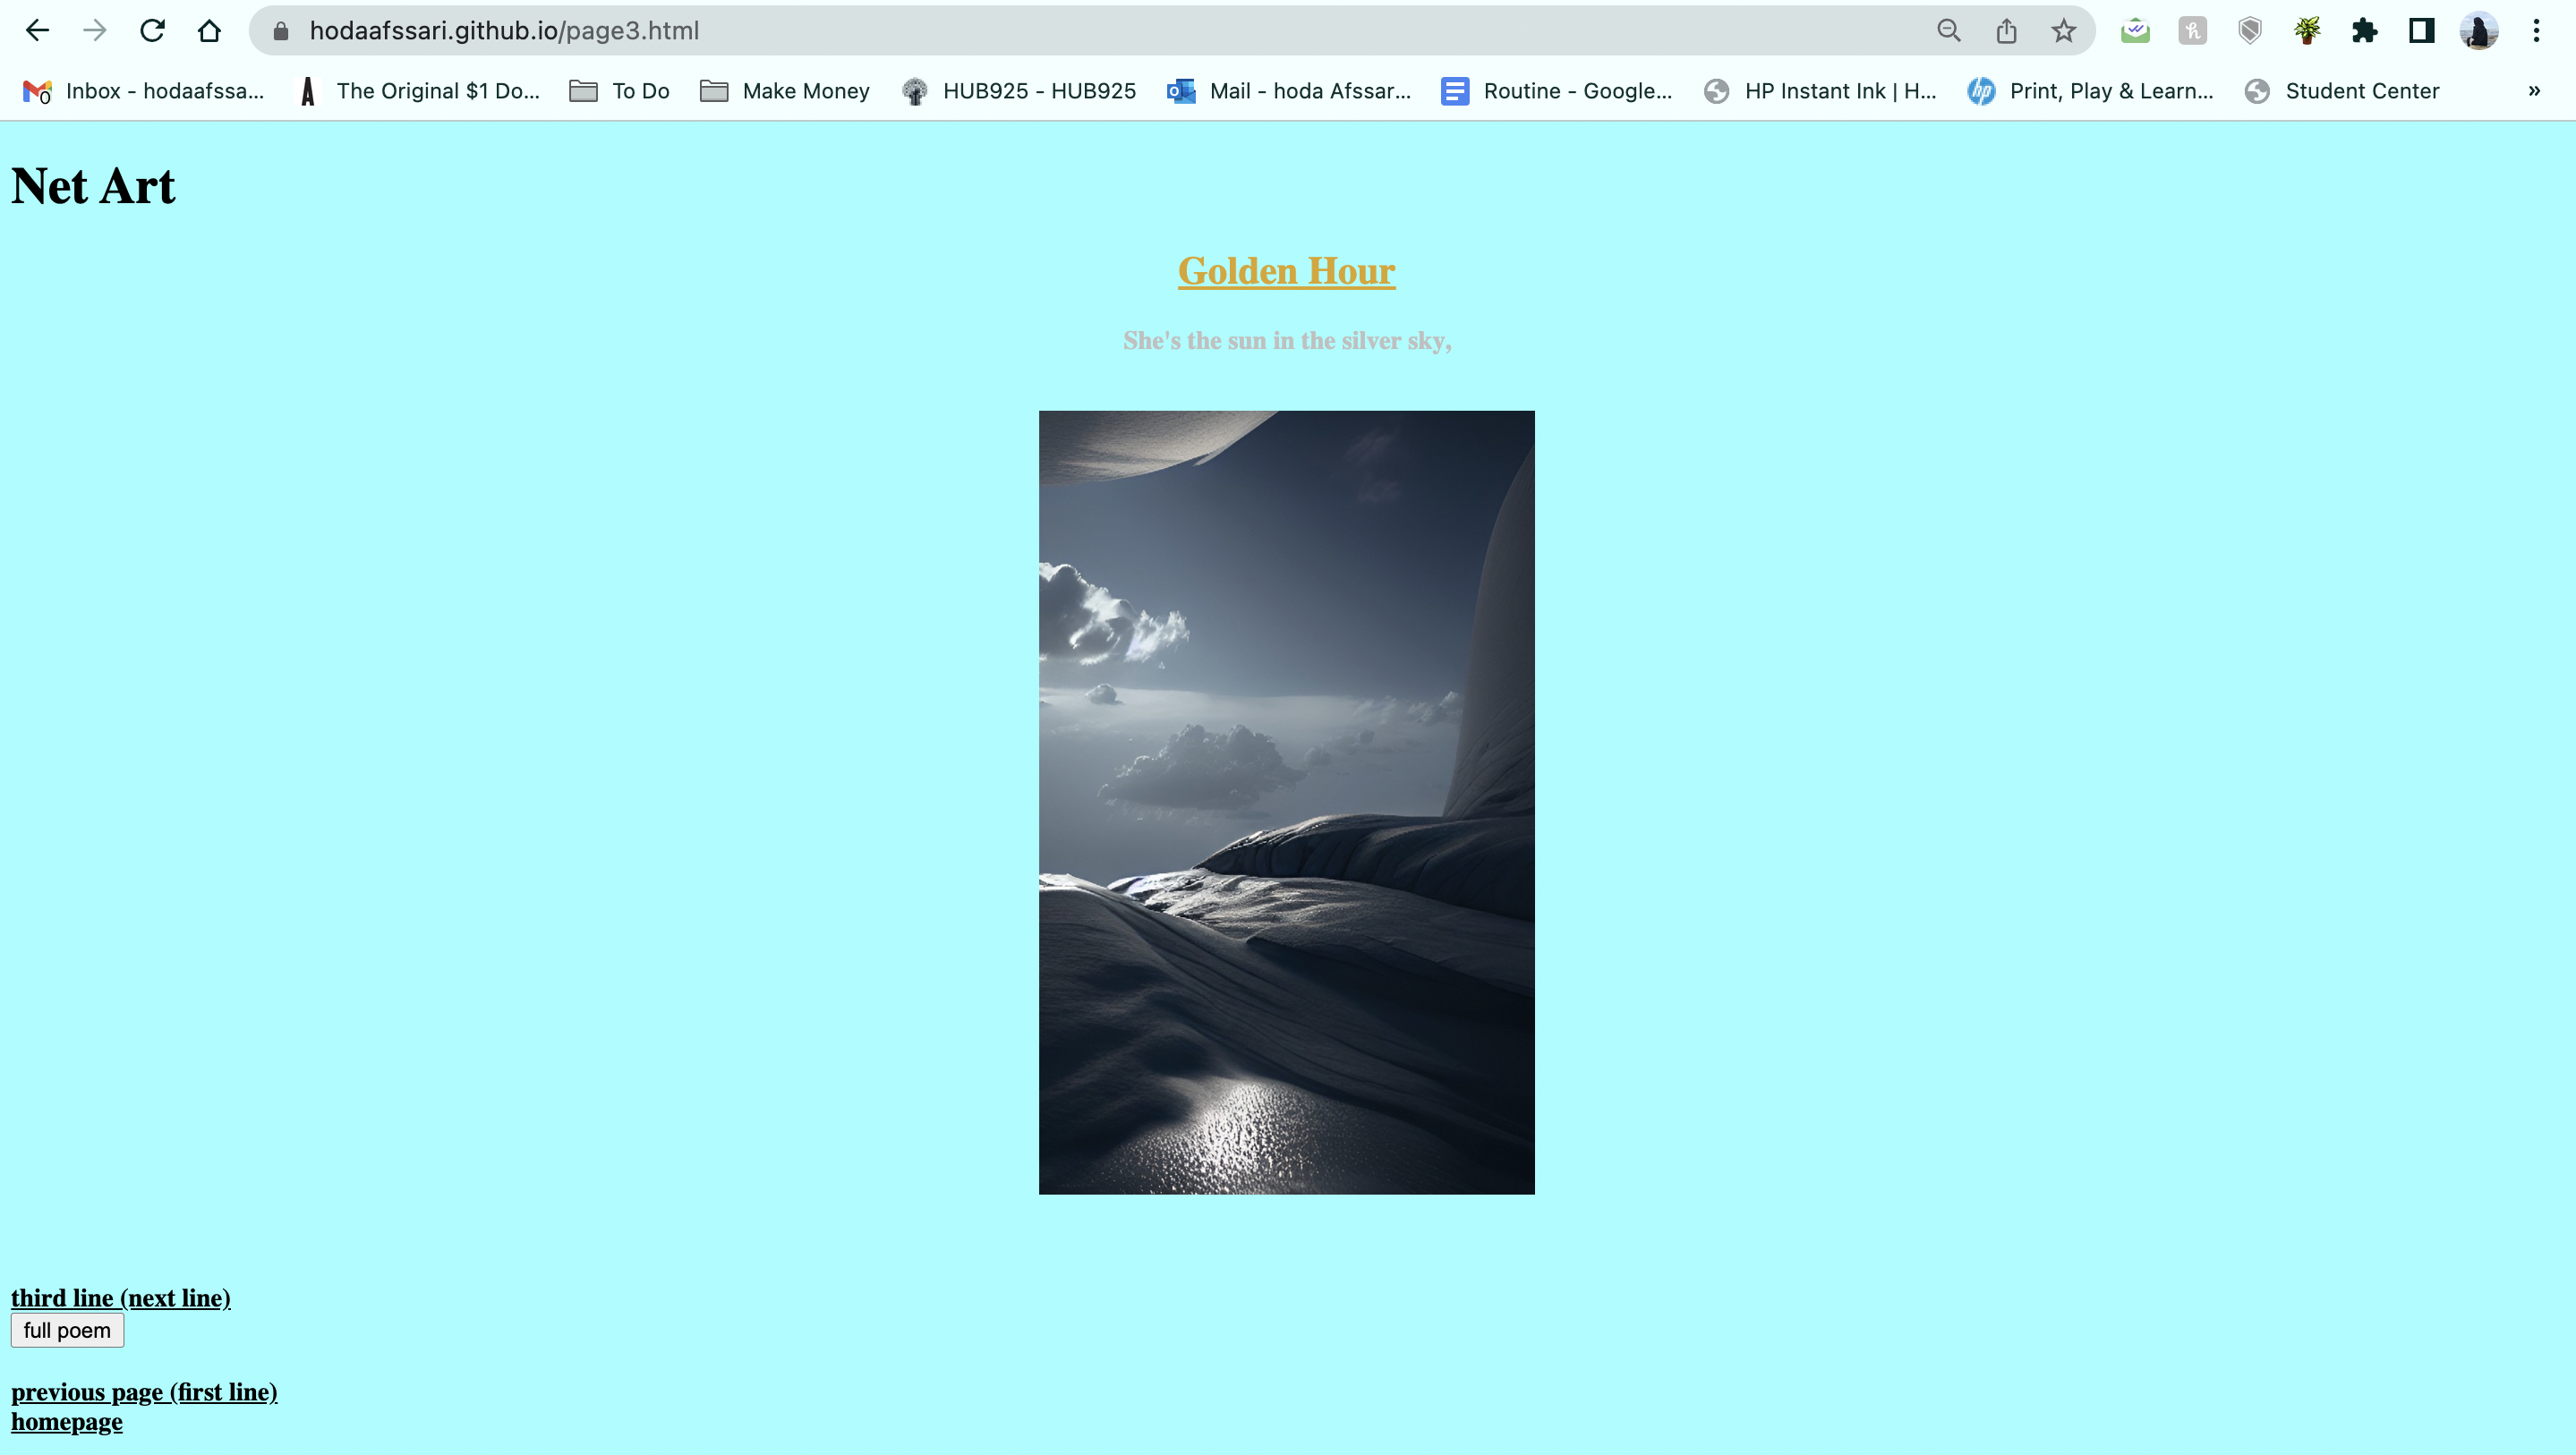 hodaafssari.github.io/page3.html
Inbox - hodaafssa... The Original $1 Do... To Do Make Money HUB925 - HUB925 Mail - hoda Afssar... Routine - Google... HP Instant Ink | H... Print, Play & Learn... Student Center »
Net Art
Golden Hour
She's the sun in the silver sky,
third line (next line)
full poem
previous page (first line)
homepage